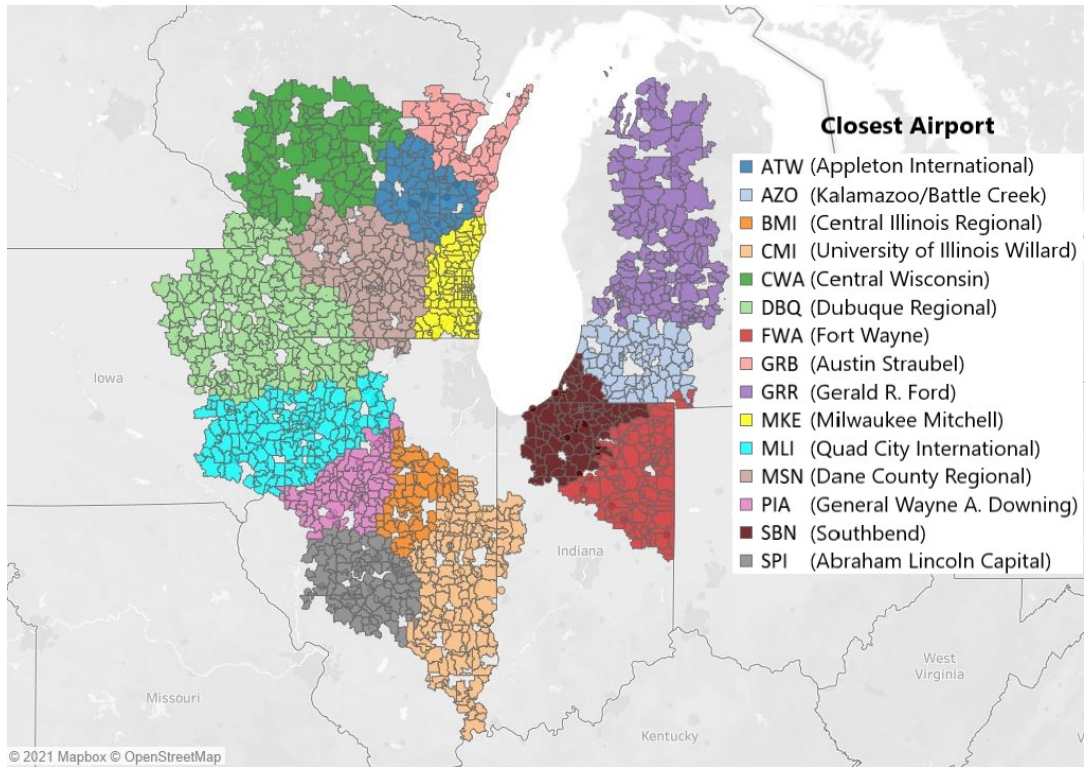 Closest Airport
ATW (Appleton International)
AZO (Kalamazoo/Battle Creek)
BMI (Central Illinois Regional)
CMI (University of Illinois Willard)
CWA (Central Wisconsin)
DBQ (Dubuque Regional)
FWA (Fort Wayne)
GRB (Austin Straubel)
GRR (Gerald R. Ford)
MKE (Milwaukee Mitchell)
MLI (Quad City International)
MSN (Dane County Regional)
PIA (General Wayne A. Downing)
SBN (Southbend)
SPI (Abraham Lincoln Capital)
Iowa
Indiana
West
Virginia
Missouri
Kentucky
V
© 2021 Mapbox © OpenStreetMap